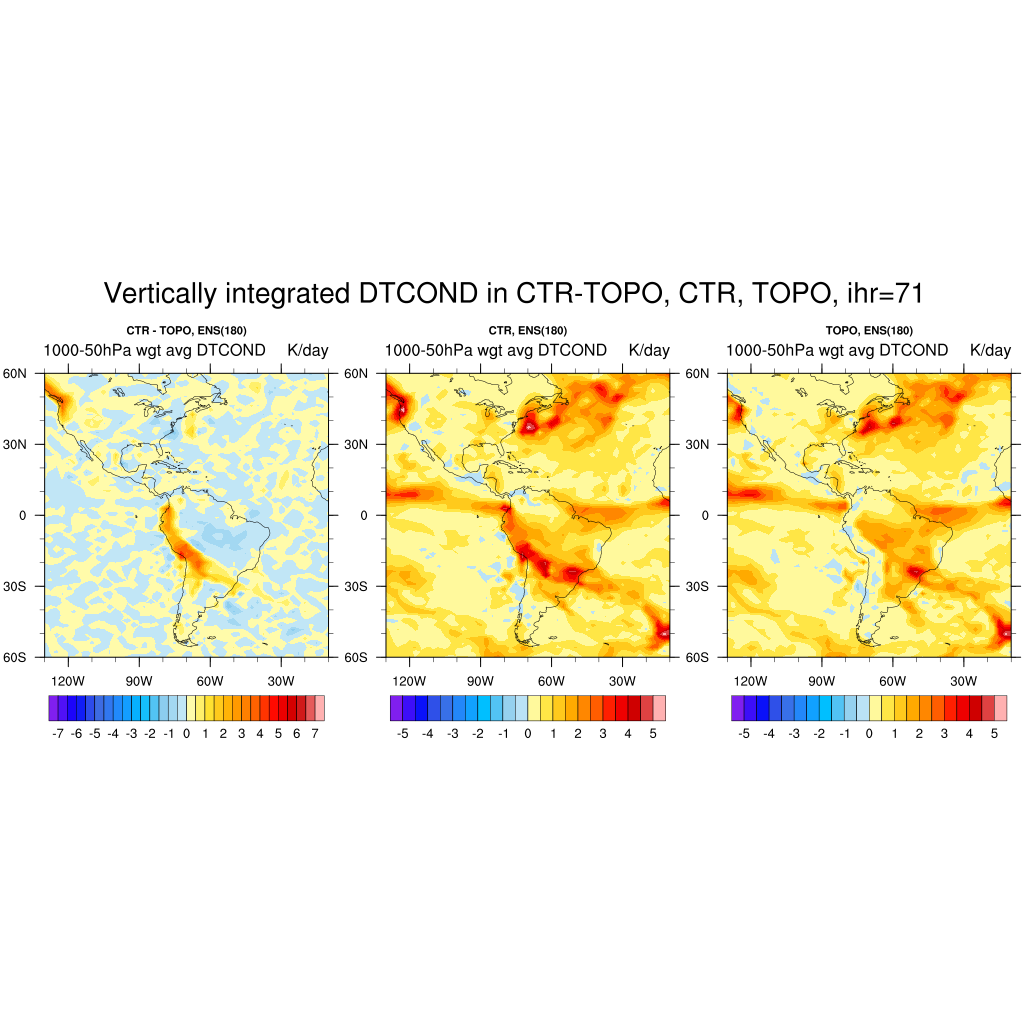 Vertically integrated DTCOND in CTR-TOPO, CTR, TOPO, ihr=71
CTR - TOPO, ENS(180)
1000-50hPa wgt avg DTCOND K/day
60N
30N
0
30S
60S
120W 90W 60W 30W
-7 -6 -5 -4 -3 -2 -1 0 1 2 3 4 5 6 7
CTR, ENS(180)
1000-50hPa wgt avg DTCOND K/day
60N
30N
0
30S
60S
120W 90W 60W 30W
-5 -4 -3 -2 -1 0 1 2 3 4 5
TOPO, ENS(180)
1000-50hPa wgt avg DTCOND K/day
60N
30N
0
30S
60S
120W 90W 60W 30W
-5 -4 -3 -2 -1 0 1 2 3 4 5